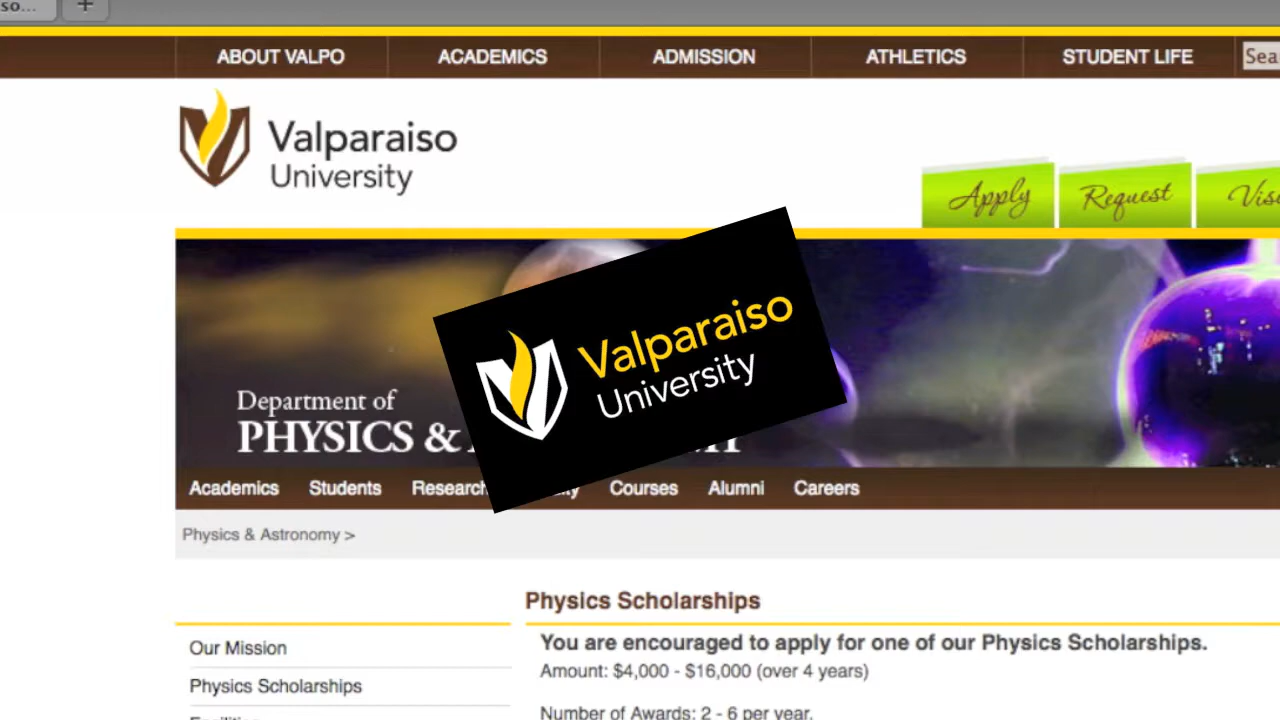 so...
+
ABOUT VALPO ACADEMICS ADMISSION ATHLETICS STUDENT LIFE
Valparaiso
University
Apply Request
Valparaiso
University
Department of
PHYSICS &
Academics Students Research Courses Alumni Careers
Physics & Astronomy >
Physics Scholarships
Our Mission
You are encouraged to apply for one of our Physics Scholarships.
Amount: $4,000 - $16,000 (over 4 years)
Physics Scholarships
Number of Awards: 2 - 6 per year.